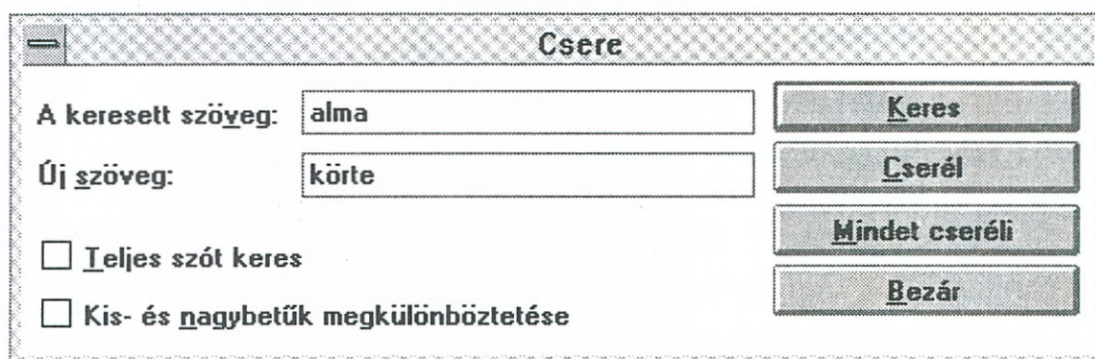 Csere
A keresett szöveg: alma
Keres
Új szöveg: körte
Cserél
Mindet cseréli
Teljes szót keres
Bezár
Kis- és nagybetűk megkülönböztetése